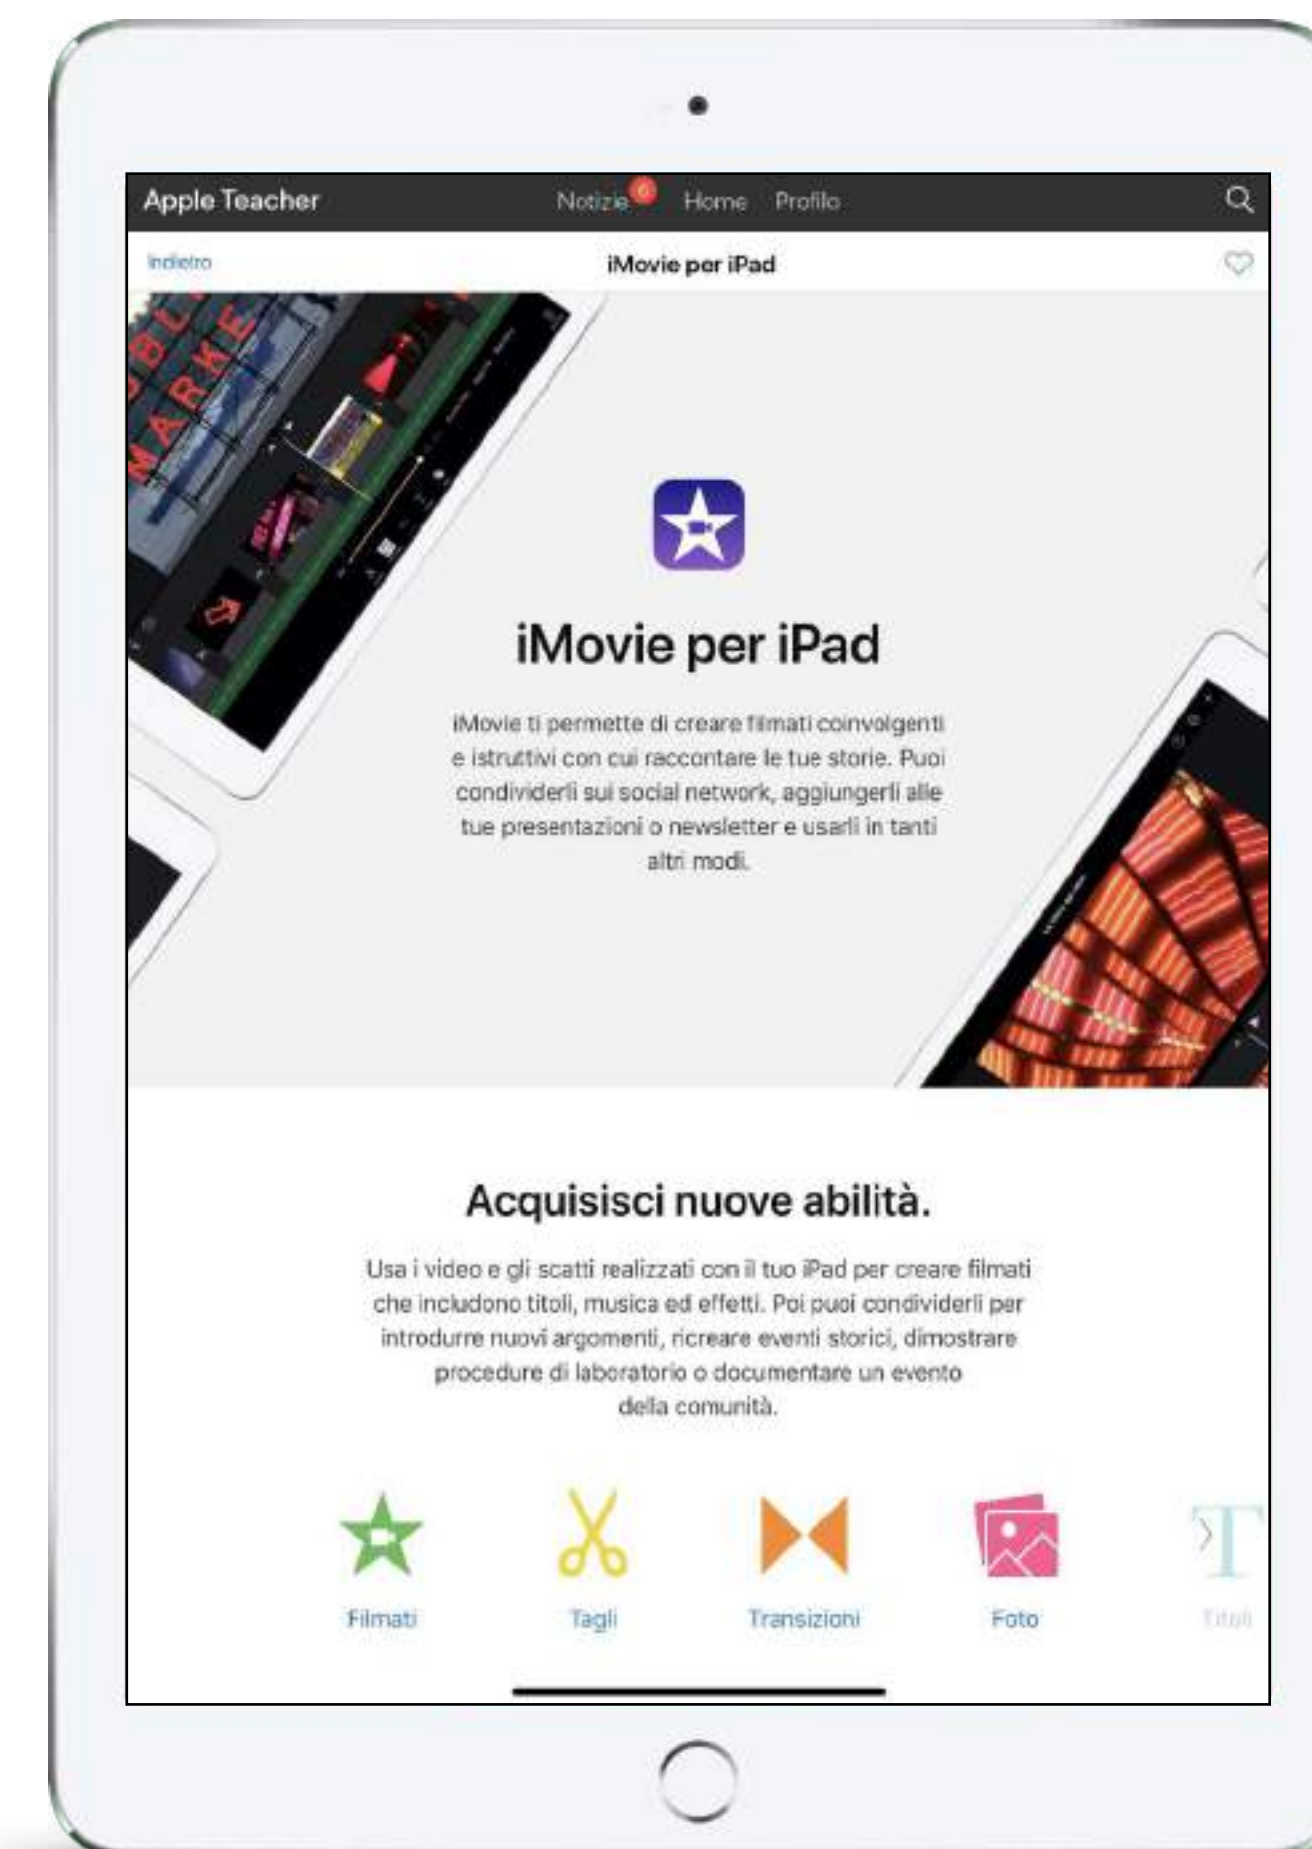 Apple Teacher
Notizie
Home
Profilo
Indietro
iMovie per iPad
MARKE
iMovie per iPad
iMovie ti permette di creare filmati coinvolgenti
e istruttivi con cui raccontare le tue storie. Puoi
condividerli sui social network, aggiungerli alle
tue presentazioni o newsletter e usarli in tanti
altri modi.
Acquisisci nuove abilità.
Usa i video e gli scatti realizzati con il tuo iPad per creare filmati
che includono titoli, musica ed effetti. Poi puoi condividerli per
introdurre nuovi argomenti, ricreare eventi storici, dimostrare
procedure di laboratorio o documentare un evento
della comunità.
Filmati
Tagli
Transizioni
Foto
Titoli